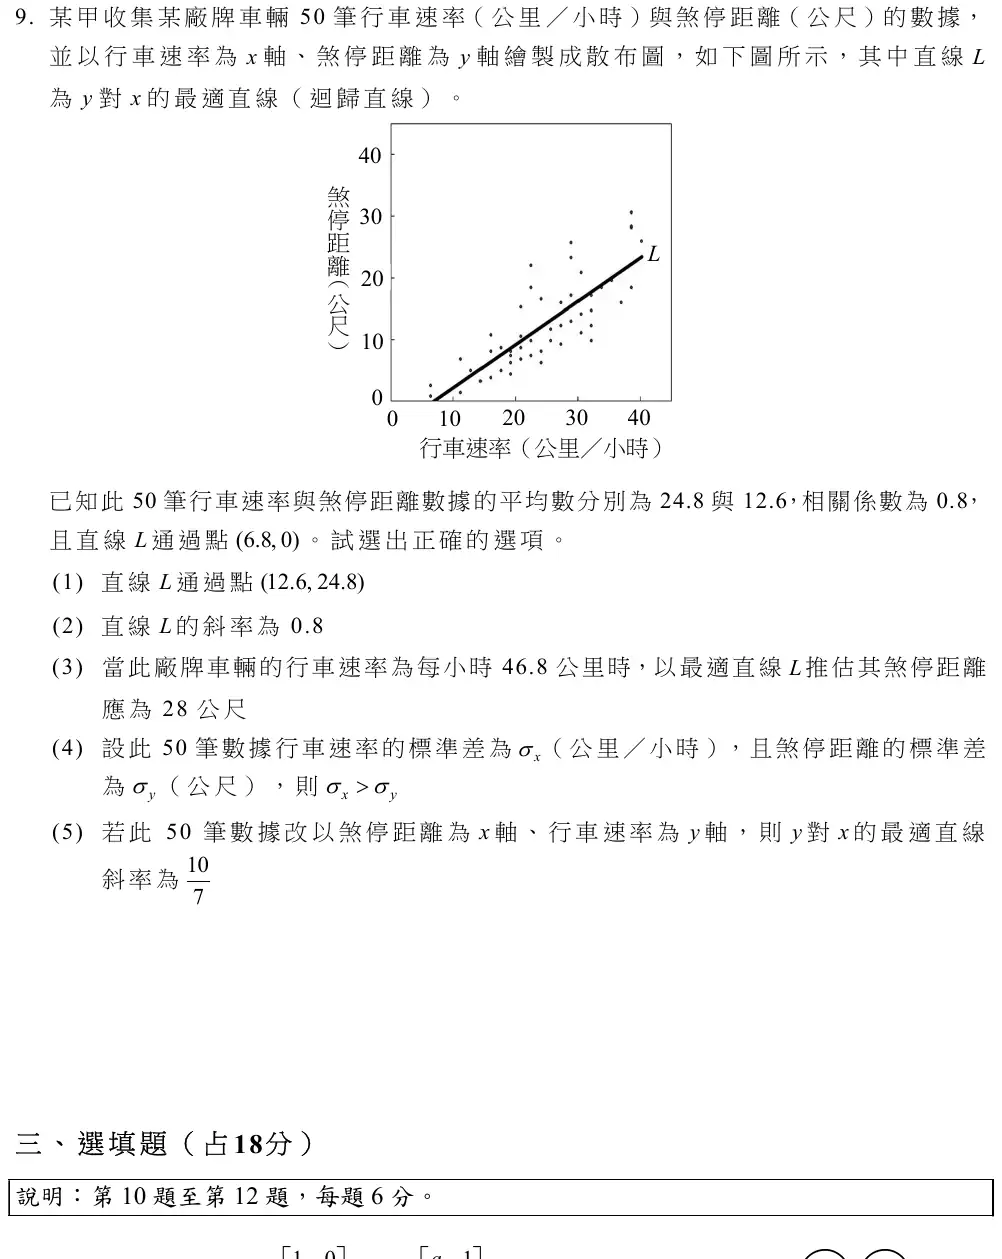 9. 某甲收集某廠牌車輛 50 筆行車速率（公里／小時）與煞停距離（公尺）的數據，
並以行車速率為 x 軸、煞停距離為 y 軸繪製成散布圖，如下圖所示，其中直線 L
為 y 對 x 的最適直線（迴歸直線）。
40
30
20
10
0
煞停距離（公尺）
L
0 10 20 30 40
行車速率（公里／小時）
已知此 50 筆行車速率與煞停距離數據的平均數分別為 24.8 與 12.6，相關係數為 0.8，
且直線 L 通過點 (6.8, 0)。試選出正確的選項。
(1) 直線 L 通過點 (12.6, 24.8)
(2) 直線 L 的斜率為 0.8
(3) 當此廠牌車輛的行車速率為每小時 46.8 公里時，以最適直線 L 推估其煞停距離
應為 28 公尺
(4) 設此 50 筆數據行車速率的標準差為 σx（公里／小時），且煞停距離的標準差
為 σy（公尺），則 σx > σy
(5) 若此 50 筆數據改以煞停距離為 x 軸、行車速率為 y 軸，則 y 對 x 的最適直線
斜率為 10/7
三、選填題（占18分）
說明：第 10 題至第 12 題，每題 6 分。